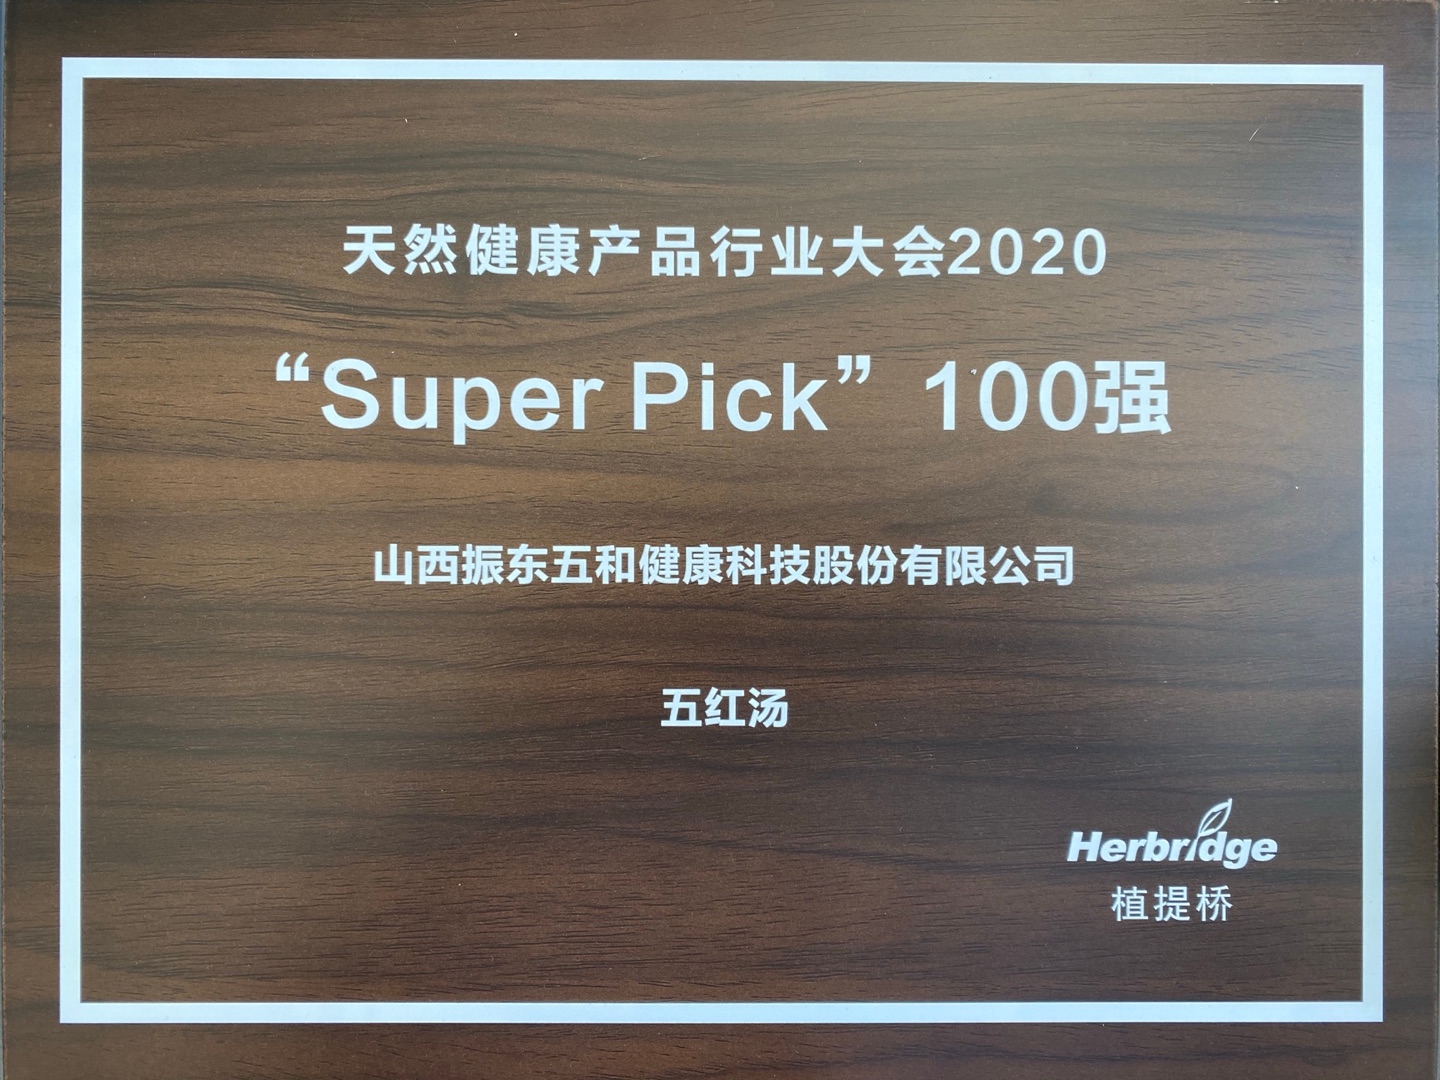 天然健康产品行业大会2020
“Super Pick” 100强
山西振东五和健康科技股份有限公司
五红汤
Herbridge
植提桥